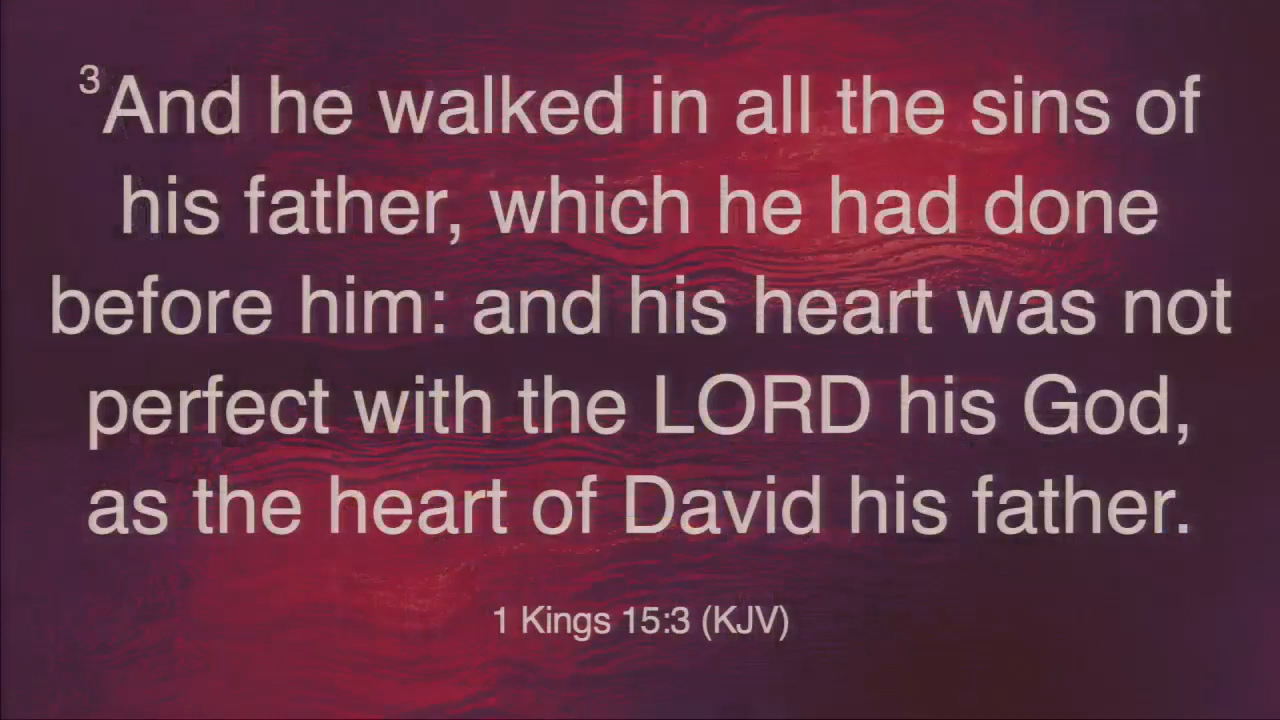 ³And he walked in all the sins of
his father, which he had done
before him: and his heart was not
perfect with the LORD his God,
as the heart of David his father.
1 Kings 15:3 (KJV)